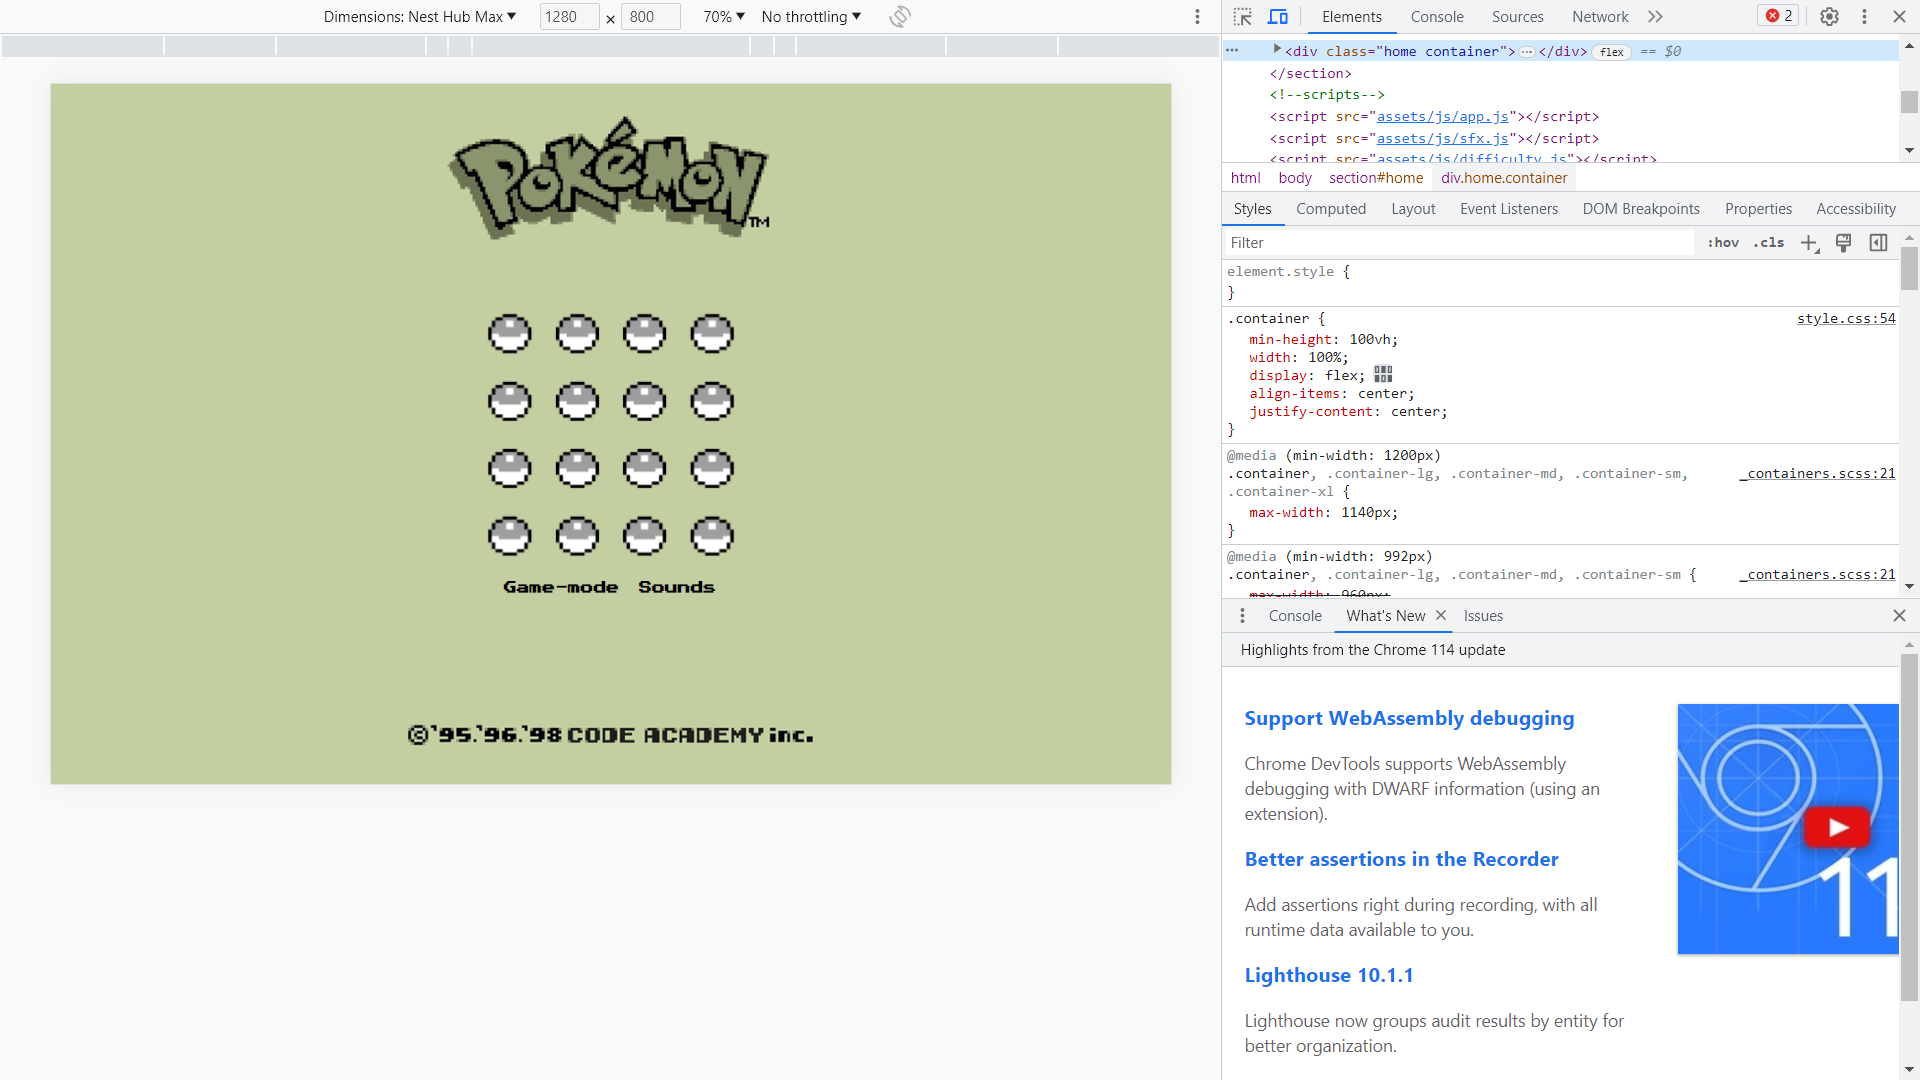 Dimensions: Nest Hub Max ▼ 1280 × 800 70% ▼ No throttling ▼
Elements Console Sources Network 2
<div class="home container"> ⋯ </div> flex == $0
</section>
<!--scripts-->
<script src="assets/js/app.js"></script>
<script src="assets/js/sfx.js"></script>
<script src="assets/js/difficulty.js"></script>
html body section#home div.home.container
Styles Computed Layout Event Listeners DOM Breakpoints Properties Accessibility
Filter :hov .cls
element.style {
}
.container { style.css:54
min-height: 100vh;
width: 100%;
display: flex;
align-items: center;
justify-content: center;
}
@media (min-width: 1200px)
.container, .container-lg, .container-md, .container-sm, _containers.scss:21
.container-xl {
max-width: 1140px;
}
@media (min-width: 992px)
.container, .container-lg, .container-md, .container-sm { _containers.scss:21
max-width: 960px;
Console What's New Issues
Highlights from the Chrome 114 update
Support WebAssembly debugging
Chrome DevTools supports WebAssembly
debugging with DWARF information (using an
extension).
Better assertions in the Recorder
Add assertions right during recording, with all
runtime data available to you.
Lighthouse 10.1.1
Lighthouse now groups audit results by entity for
better organization.
11
POKéMON TM
Game-mode Sounds
©'95.'96.'98 CODE ACADEMY inc.